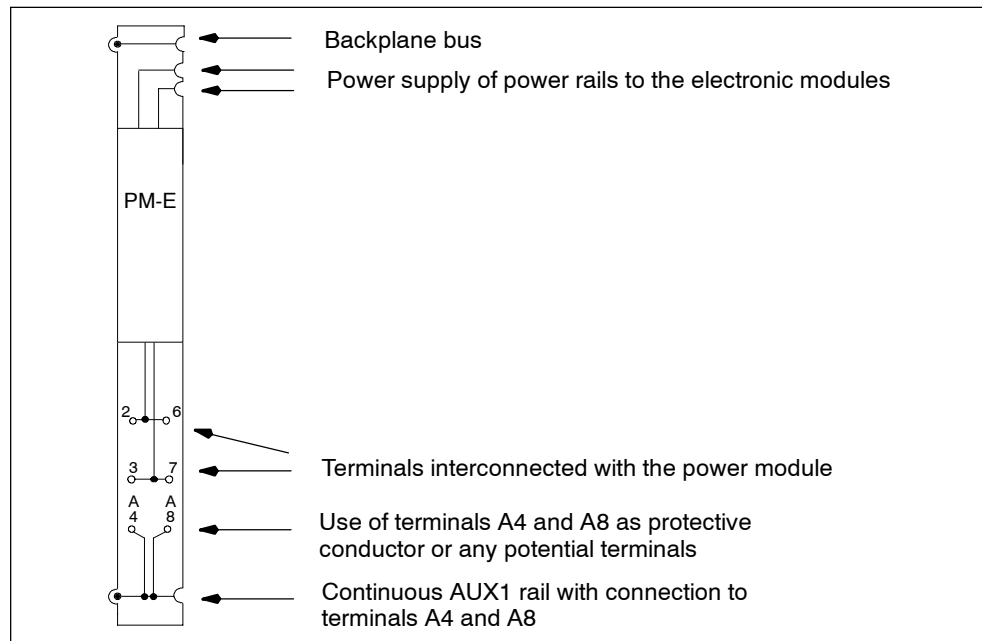 Backplane bus
Power supply of power rails to the electronic modules
PM-E
2 6
3 7
Terminals interconnected with the power module
A A
4 8
Use of terminals A4 and A8 as protective
conductor or any potential terminals
Continuous AUX1 rail with connection to
terminals A4 and A8